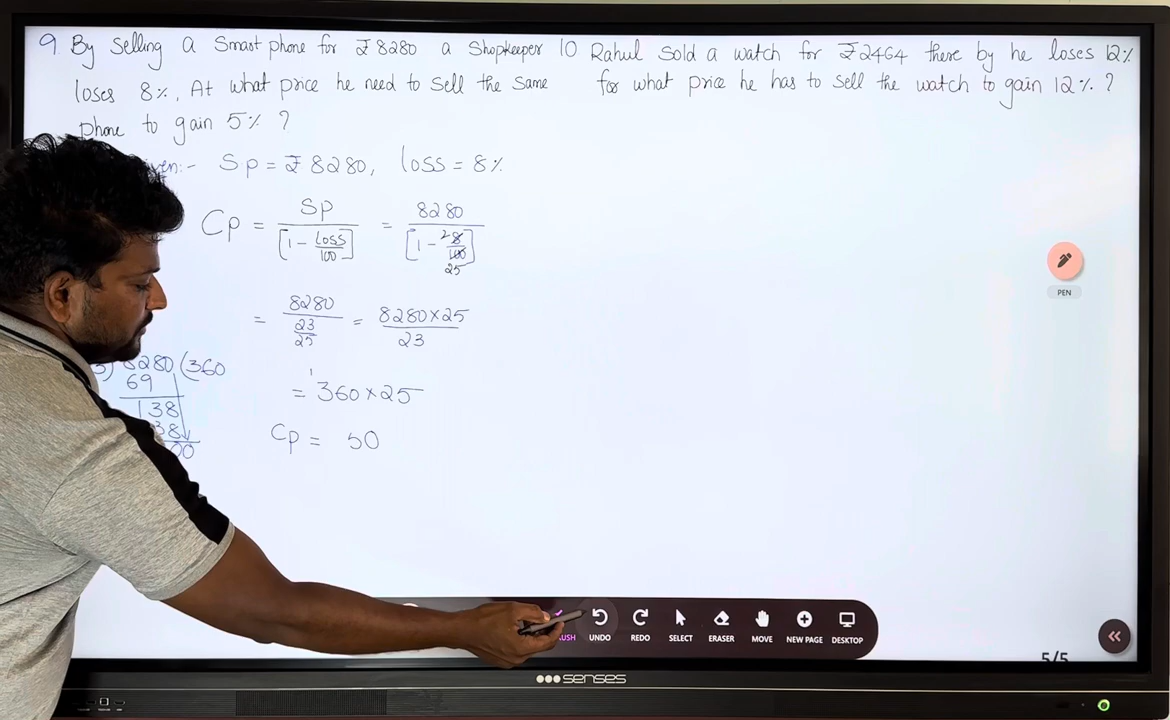 9 By Selling a Smart phone for ₹8280 a Shopkeeper
loses 8%, At what price he need to sell the same
phone to gain 5% ?
Sp = ₹8280, loss = 8%
Cp = Sp / [1 - loss/100] = 8280 / [1 - 2 8/100 25]
= 8280 / 23/25 = 8280×25 / 23
8280 (360
69
138
= 360×25
Cp = 50
10 Rahul Sold a watch for ₹2464 there by he loses 12%
for what price he has to sell the watch to gain 12% ?
PEN
UNDO REDO SELECT ERASER MOVE NEW PAGE DESKTOP
5/5
senses